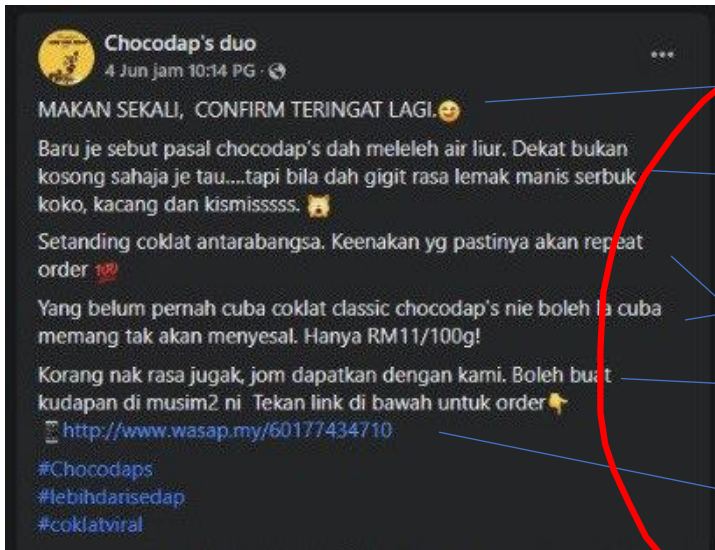 Chocodap's duo
4 Jun jam 10:14 PG ·
MAKAN SEKALI, CONFIRM TERINGAT LAGI.😋
Baru je sebut pasal chocodap's dah meleleh air liur. Dekat bukan
kosong sahaja je tau....tapi bila dah gigit rasa lemak manis serbuk
koko, kacang dan kismisssss. 🙀
Setanding coklat antarabangsa. Keenakan yg pastinya akan repeat
order 💯
Yang belum pernah cuba coklat classic chocodap's nie boleh la cuba
memang tak akan menyesal. Hanya RM11/100g!
Korang nak rasa jugak, jom dapatkan dengan kami. Boleh buat
kudapan di musim2 ni Tekan link di bawah untuk order👇
http://www.wasap.my/60177434710
#Chocodaps
#lebihdarisedap
#coklatviral